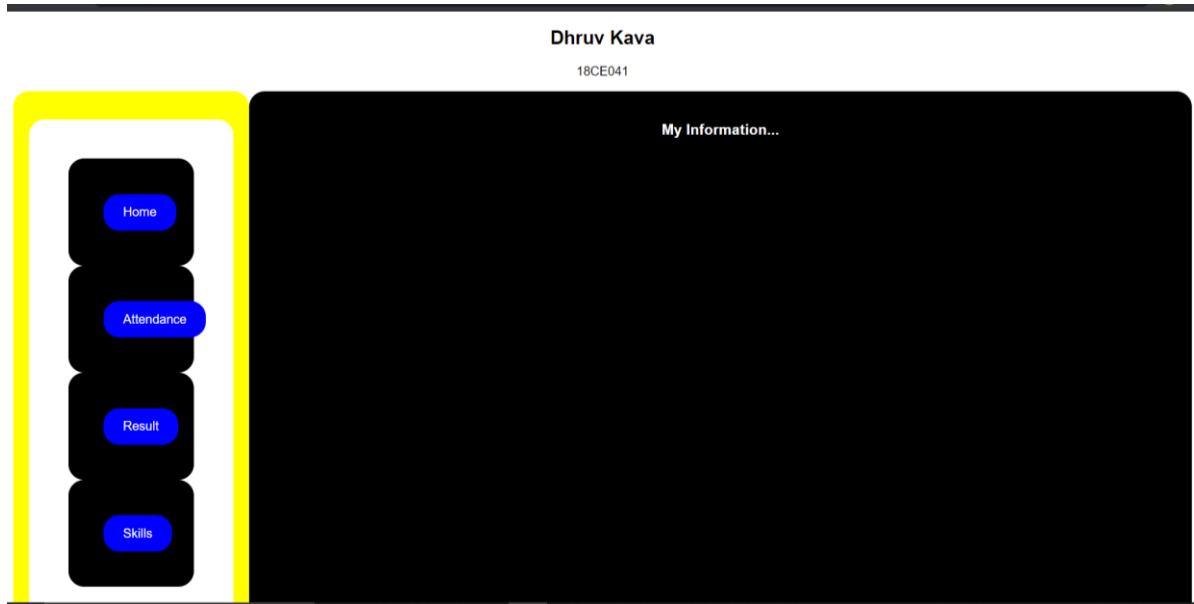 Dhruv Kava
18CE041
My Information...
Home
Attendance
Result
Skills